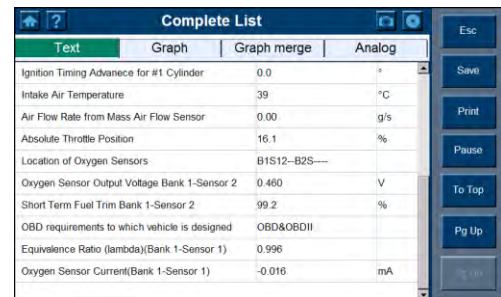 ?
Complete List
Text Graph Graph merge Analog
Ignition Timing Advanece for #1 Cylinder 0.0 °
Intake Air Temperature 39 °C
Air Flow Rate from Mass Air Flow Sensor 0.00 g/s
Absolute Throttle Position 16.1 %
Location of Oxygen Sensors B1S12--B2S----
Oxygen Sensor Output Voltage Bank 1-Sensor 2 0.460 V
Short Term Fuel Trim Bank 1-Sensor 2 99.2 %
OBD requirements to which vehicle is designed OBD&OBDII
Equivalence Ratio (lambda)(Bank 1-Sensor 1) 0.996
Oxygen Sensor Current(Bank 1-Sensor 1) -0.016 mA
Esc
Save
Print
Pause
To Top
Pg Up